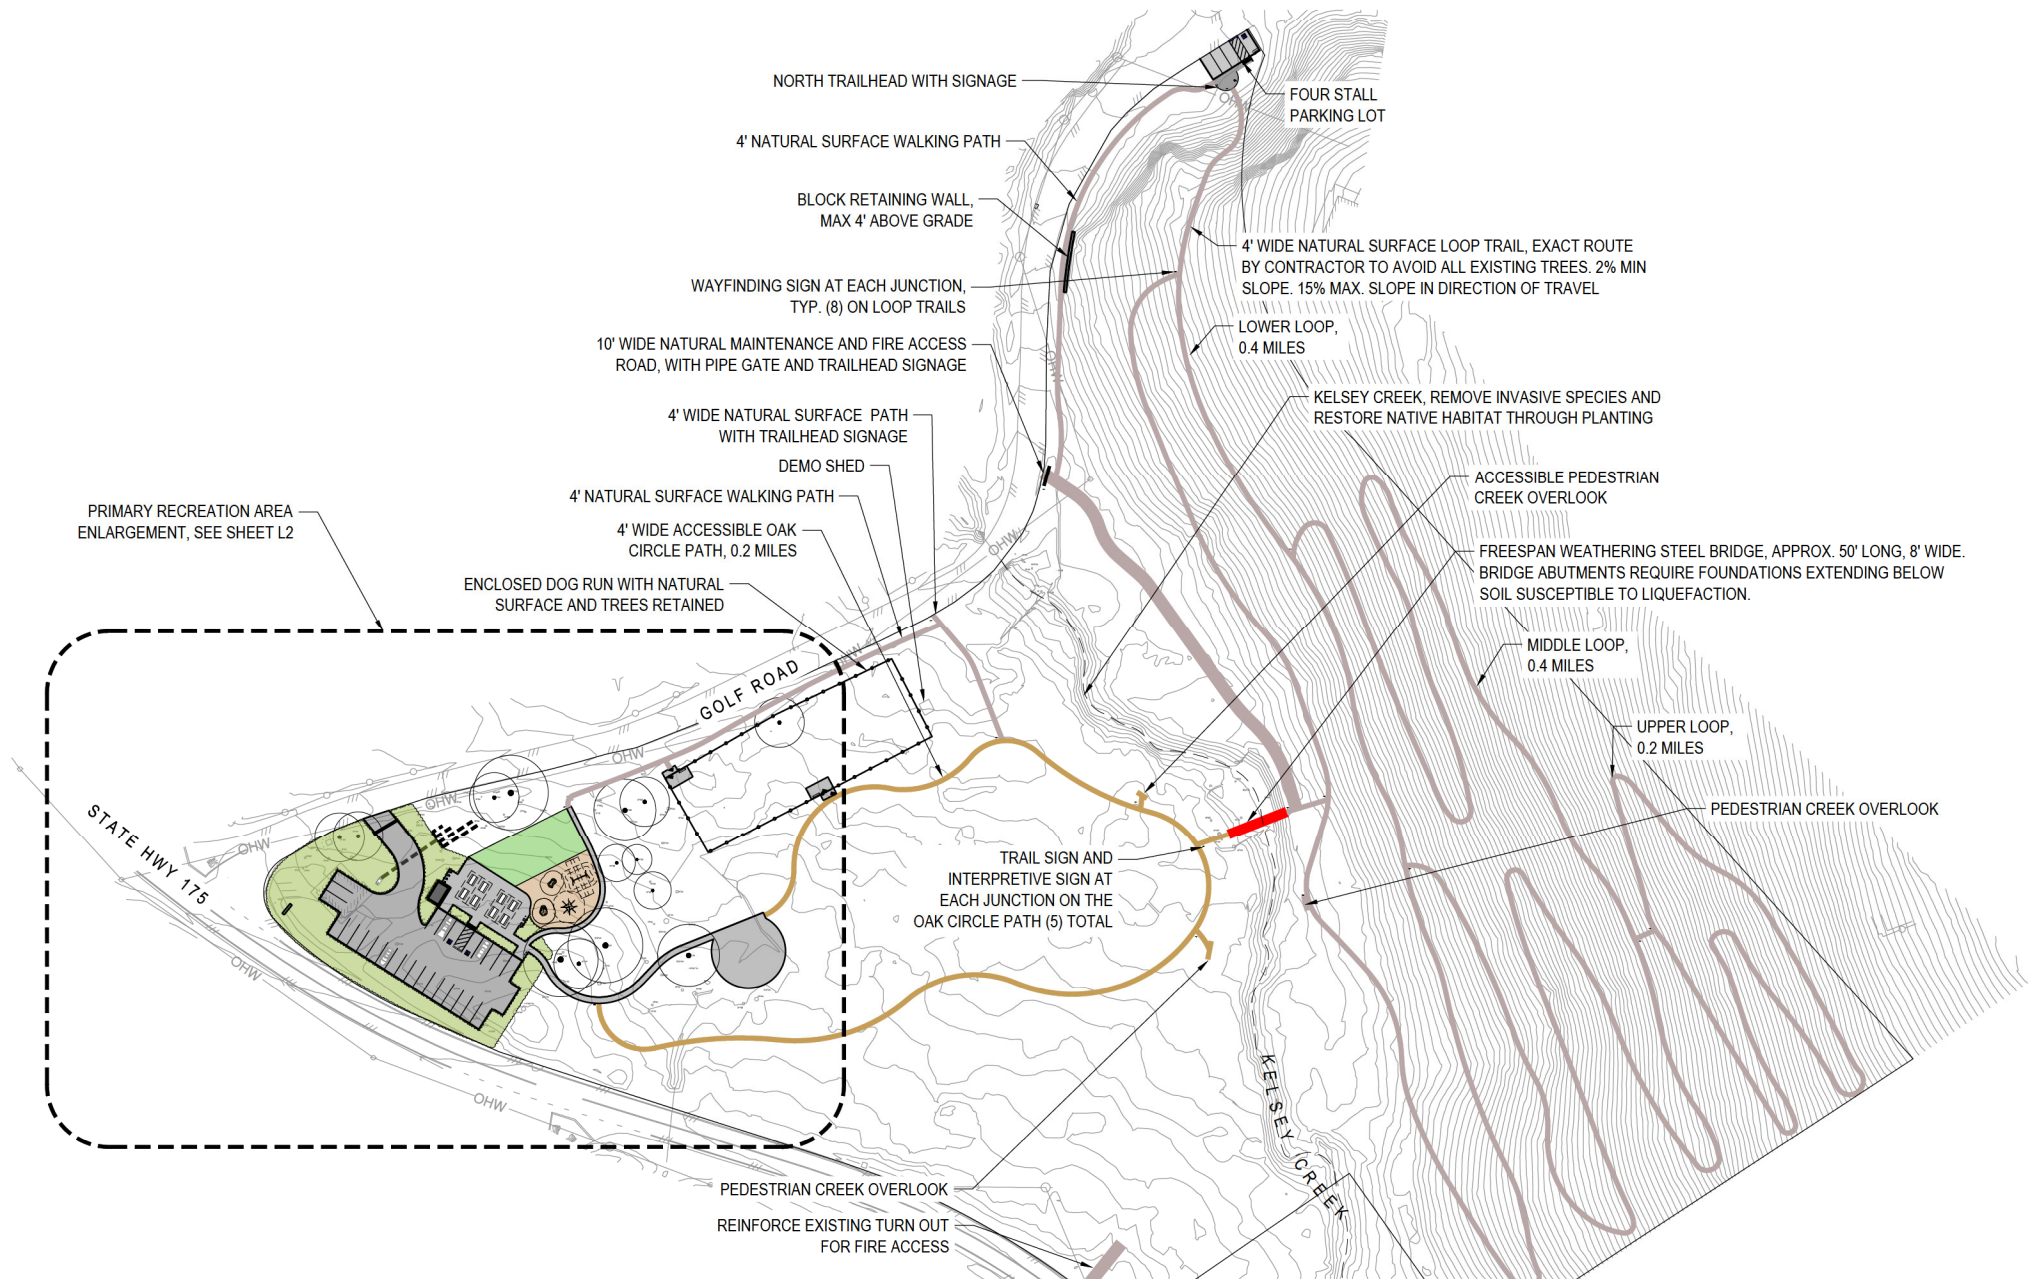 NORTH TRAILHEAD WITH SIGNAGE
FOUR STALL
PARKING LOT
4' NATURAL SURFACE WALKING PATH
BLOCK RETAINING WALL,
MAX 4' ABOVE GRADE
4' WIDE NATURAL SURFACE LOOP TRAIL, EXACT ROUTE
BY CONTRACTOR TO AVOID ALL EXISTING TREES. 2% MIN
SLOPE. 15% MAX. SLOPE IN DIRECTION OF TRAVEL
WAYFINDING SIGN AT EACH JUNCTION,
TYP. (8) ON LOOP TRAILS
LOWER LOOP,
0.4 MILES
10' WIDE NATURAL MAINTENANCE AND FIRE ACCESS
ROAD, WITH PIPE GATE AND TRAILHEAD SIGNAGE
KELSEY CREEK, REMOVE INVASIVE SPECIES AND
RESTORE NATIVE HABITAT THROUGH PLANTING
4' WIDE NATURAL SURFACE PATH
WITH TRAILHEAD SIGNAGE
DEMO SHED
ACCESSIBLE PEDESTRIAN
CREEK OVERLOOK
4' NATURAL SURFACE WALKING PATH
PRIMARY RECREATION AREA
ENLARGEMENT, SEE SHEET L2
4' WIDE ACCESSIBLE OAK
CIRCLE PATH, 0.2 MILES
FREESPAN WEATHERING STEEL BRIDGE, APPROX. 50' LONG, 8' WIDE.
BRIDGE ABUTMENTS REQUIRE FOUNDATIONS EXTENDING BELOW
SOIL SUSCEPTIBLE TO LIQUEFACTION.
ENCLOSED DOG RUN WITH NATURAL
SURFACE AND TREES RETAINED
MIDDLE LOOP,
0.4 MILES
GOLF ROAD
UPPER LOOP,
0.2 MILES
STATE HWY 175
PEDESTRIAN CREEK OVERLOOK
TRAIL SIGN AND
INTERPRETIVE SIGN AT
EACH JUNCTION ON THE
OAK CIRCLE PATH (5) TOTAL
KELSEY CREEK
PEDESTRIAN CREEK OVERLOOK
REINFORCE EXISTING TURN OUT
FOR FIRE ACCESS
OHW
OHW
OHW
OHW
OHW
OHW
OHW
OHW
OHW